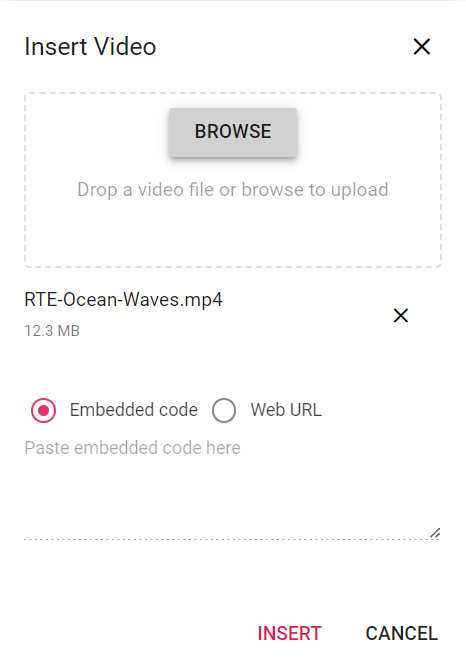 Insert Video
BROWSE
Drop a video file or browse to upload
RTE-Ocean-Waves.mp4
12.3 MB
Embedded code Web URL
Paste embedded code here
INSERT CANCEL